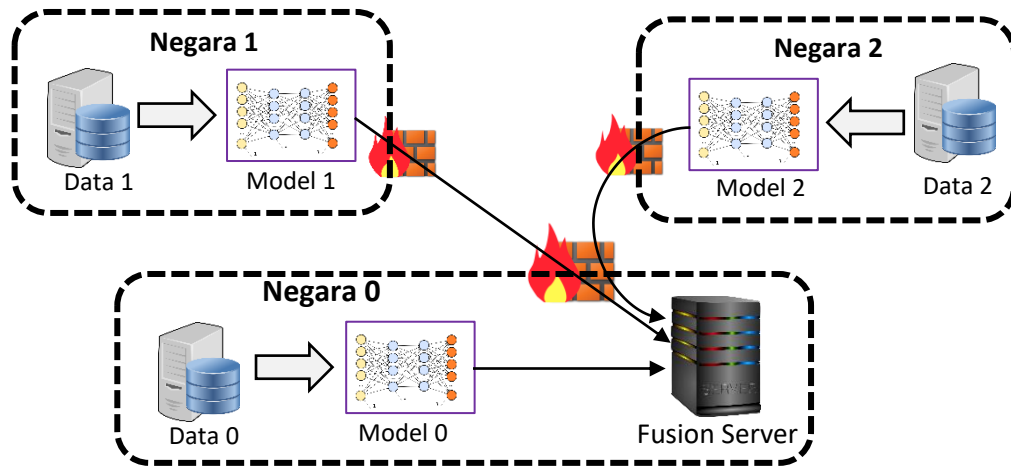 Negara 1
Data 1
Model 1
Negara 2
Model 2
Data 2
Negara 0
Data 0
Model 0
Fusion Server